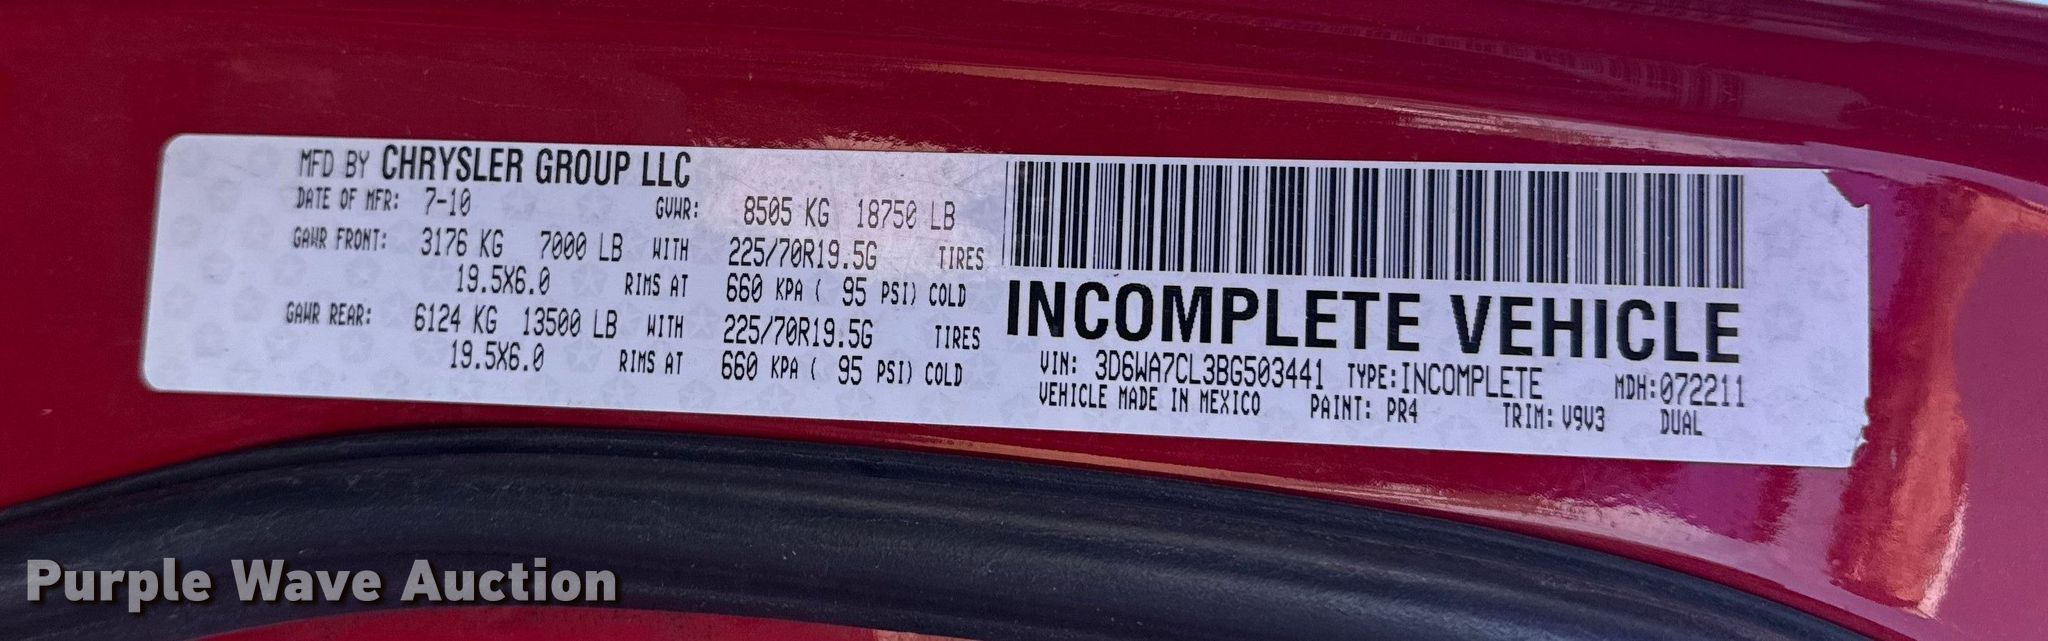 MFD BY CHRYSLER GROUP LLC
DATE OF MFR: 7-10 GVWR: 8505 KG 18750 LB
GAWR FRONT: 3176 KG 7000 LB WITH 225/70R19.5G TIRES
19.5X6.0 RIMS AT 660 KPA ( 95 PSI) COLD
GAWR REAR: 6124 KG 13500 LB WITH 225/70R19.5G TIRES
19.5X6.0 RIMS AT 660 KPA ( 95 PSI) COLD
INCOMPLETE VEHICLE
VIN: 3D6WA7CL3BG503441 TYPE:INCOMPLETE MDH:072211
VEHICLE MADE IN MEXICO PAINT: PR4 TRIM: V9V3 DUAL
Purple Wave Auction